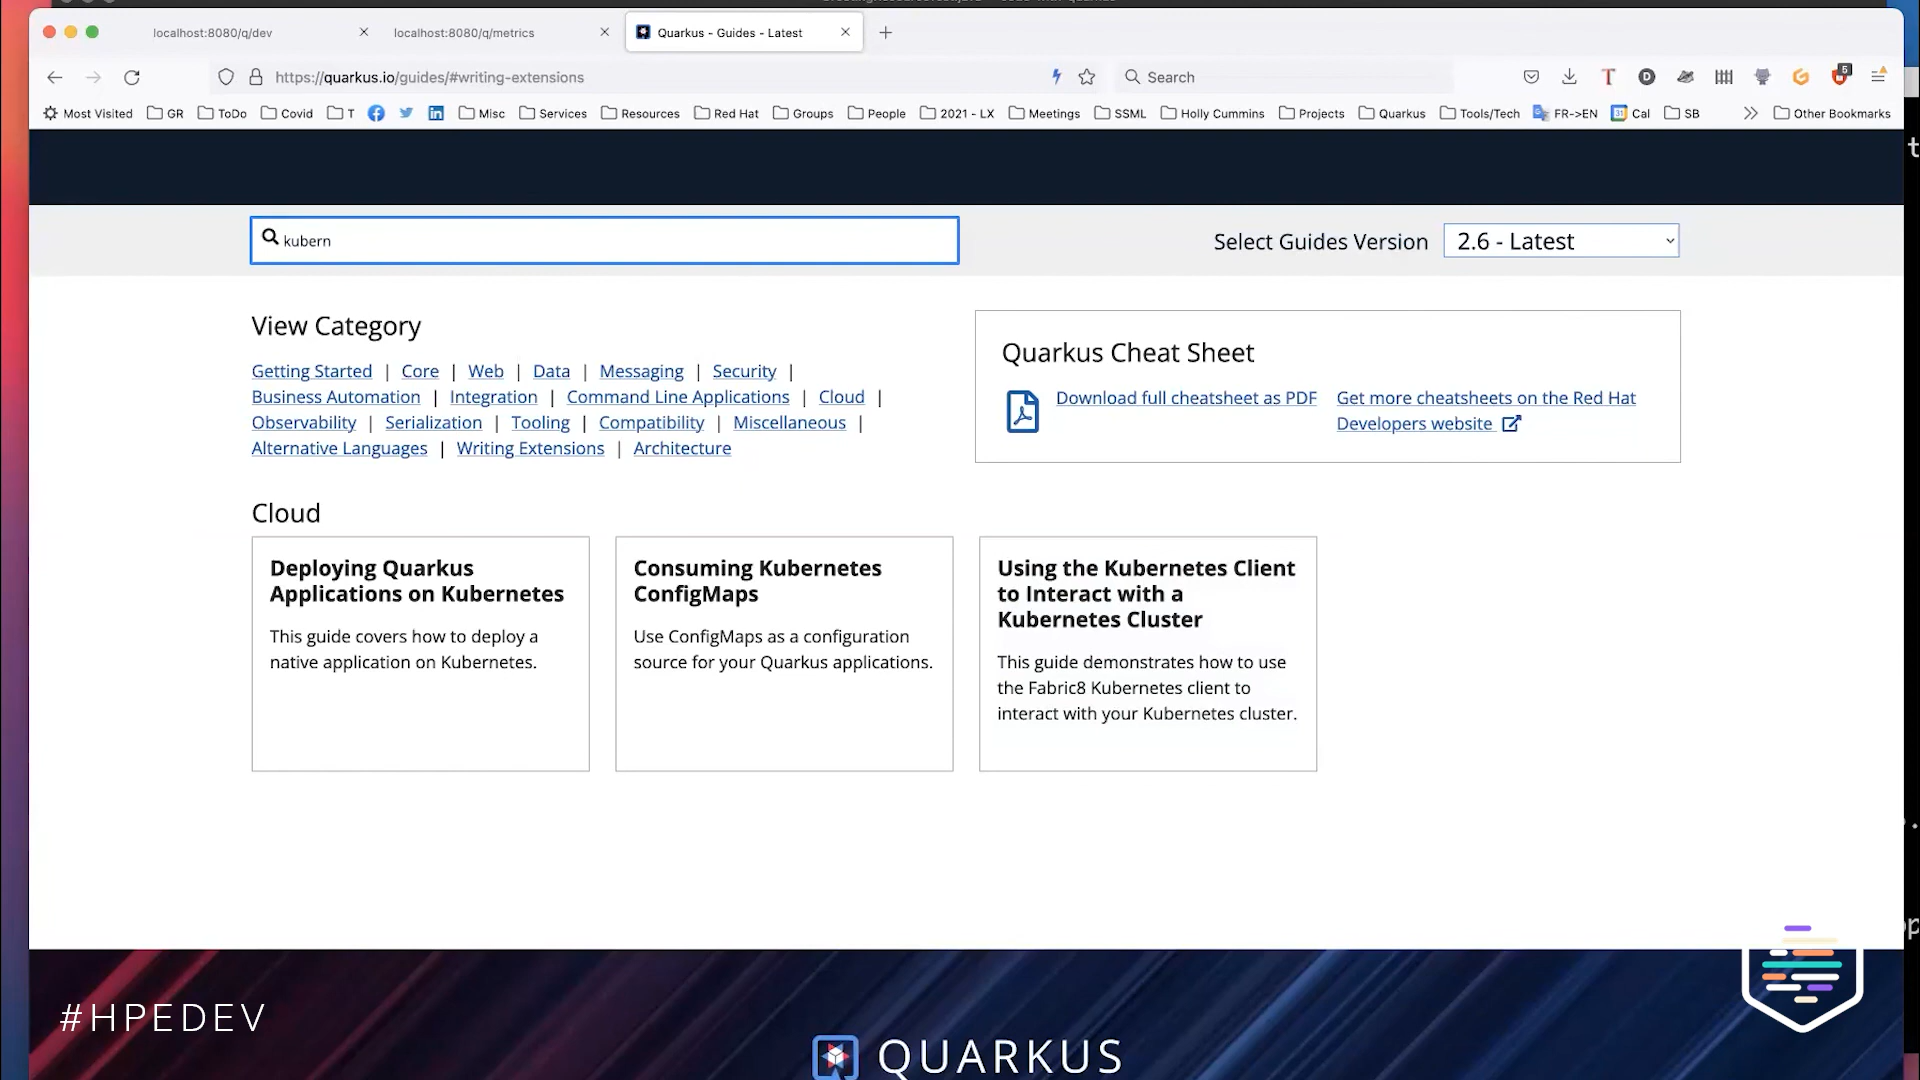 localhost:8080/q/dev
localhost:8080/q/metrics
Quarkus - Guides - Latest
https://quarkus.io/guides/#writing-extensions
Search
5
Most Visited GR ToDo Covid T Misc Services Resources Red Hat Groups People 2021 - LX Meetings SSML Holly Cummins Projects Quarkus Tools/Tech FR->EN Cal SB Other Bookmarks
kubern
Select Guides Version 2.6 - Latest
View Category
Getting Started | Core | Web | Data | Messaging | Security |
Business Automation | Integration | Command Line Applications | Cloud |
Observability | Serialization | Tooling | Compatibility | Miscellaneous |
Alternative Languages | Writing Extensions | Architecture
Quarkus Cheat Sheet
Download full cheatsheet as PDF
Get more cheatsheets on the Red Hat
Developers website
Cloud
Deploying Quarkus
Applications on Kubernetes
This guide covers how to deploy a
native application on Kubernetes.
Consuming Kubernetes
ConfigMaps
Use ConfigMaps as a configuration
source for your Quarkus applications.
Using the Kubernetes Client
to Interact with a
Kubernetes Cluster
This guide demonstrates how to use
the Fabric8 Kubernetes client to
interact with your Kubernetes cluster.
#HPEDEV
QUARKUS